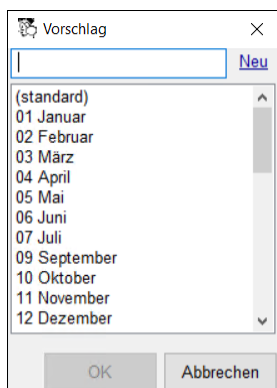 Vorschlag
Neu
(standard)
01 Januar
02 Februar
03 März
04 April
05 Mai
06 Juni
07 Juli
09 September
10 Oktober
11 November
12 Dezember
OK Abbrechen